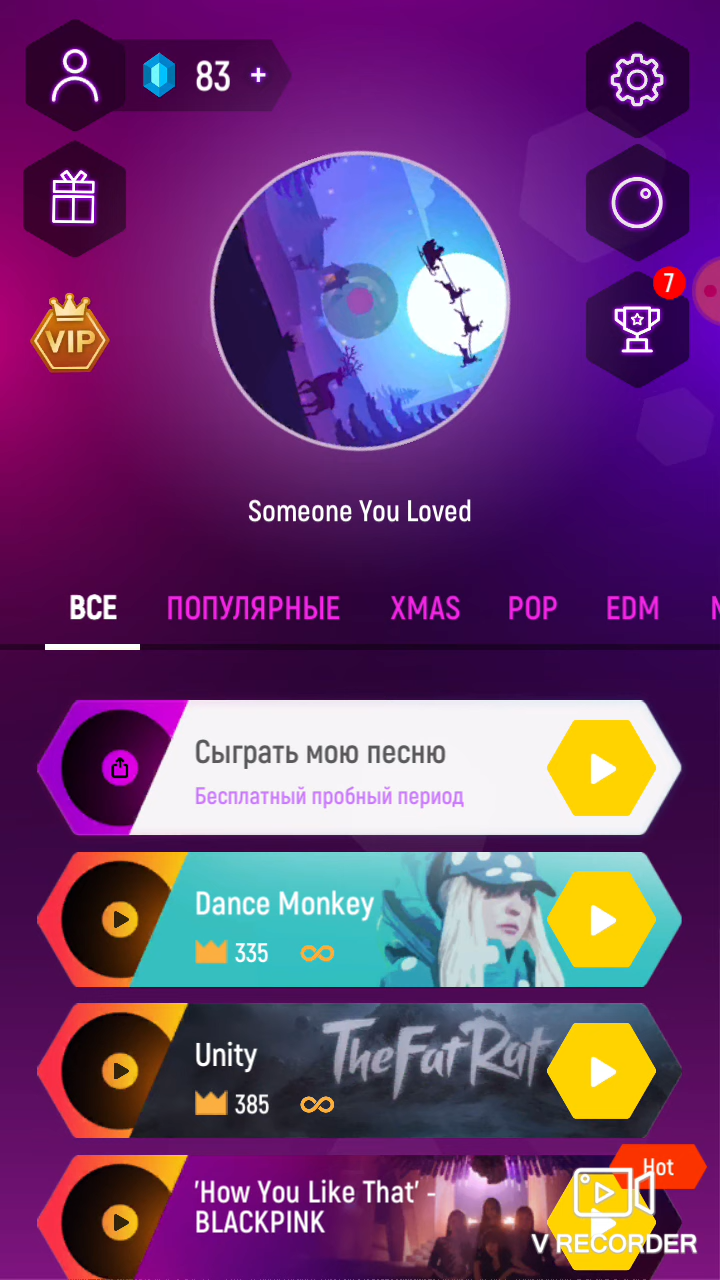 83 +
VIP
7
Someone You Loved
ВСЕ ПОПУЛЯРНЫЕ XMAS POP EDM
Сыграть мою песню
Бесплатный пробный период
Dance Monkey
335
Unity
TheFatRat
385
Hot
'How You Like That' -
BLACKPINK
V RECORDER